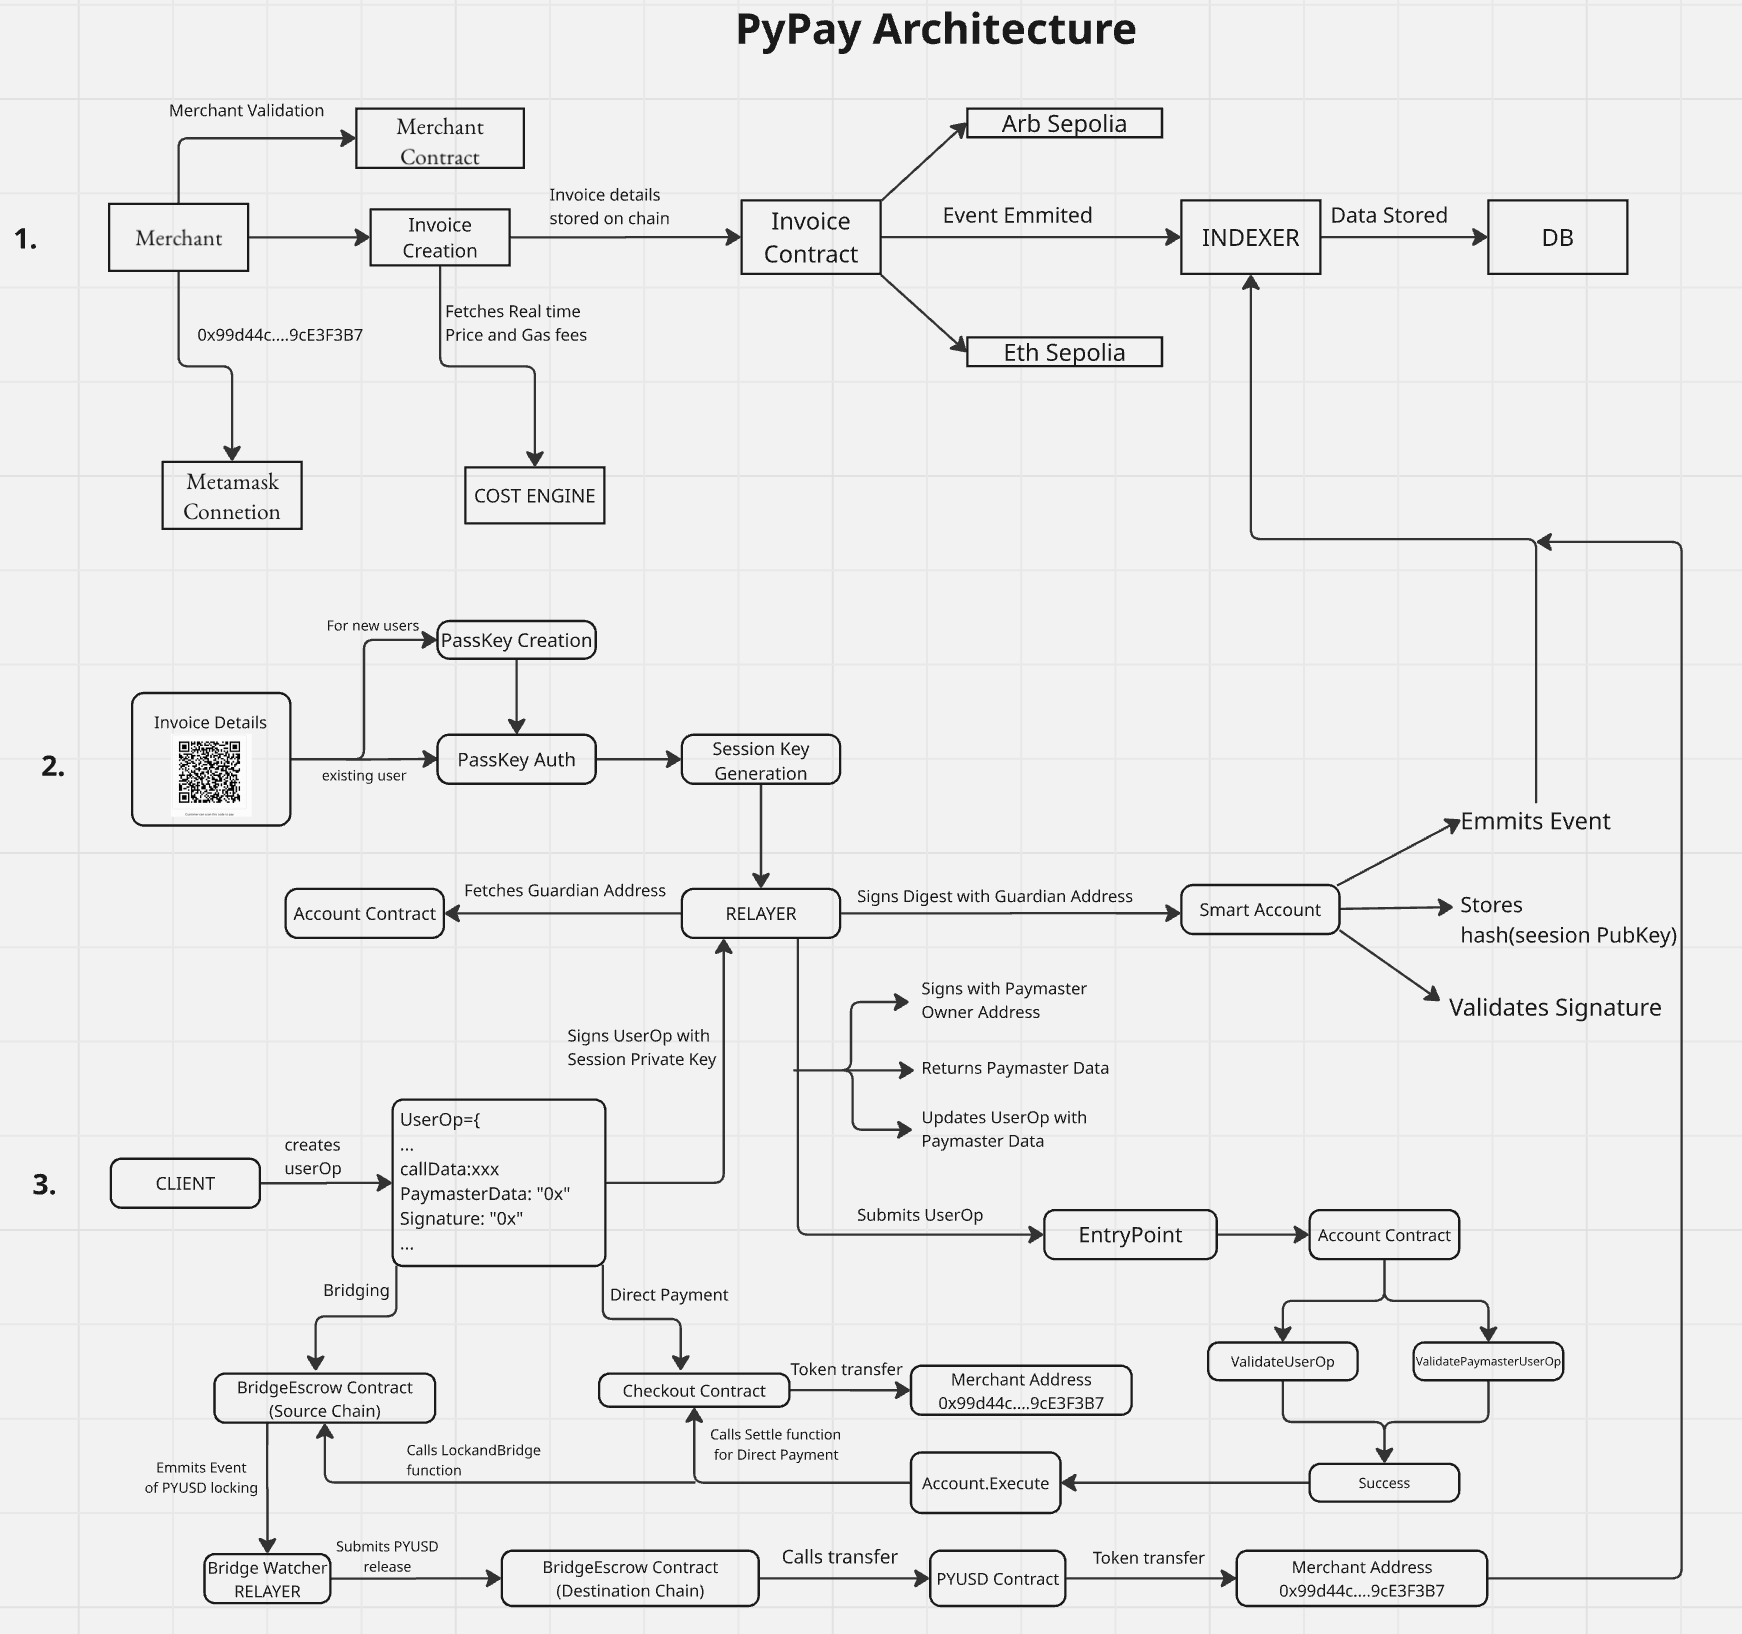 PyPay Architecture
Merchant Validation
Merchant
Contract
Arb Sepolia
1.
Merchant
Invoice
Creation
Invoice details
stored on chain
Invoice
Contract
Event Emmited
INDEXER
Data Stored
DB
0x99d44c....9cE3F3B7
Fetches Real time
Price and Gas fees
Eth Sepolia
Metamask
Connetion
COST ENGINE
2.
For new users
PassKey Creation
Invoice Details
existing user
PassKey Auth
Session Key
Generation
Account Contract
Fetches Guardian Address
RELAYER
Signs Digest with Guardian Address
Smart Account
Emmits Event
Stores
hash(seesion PubKey)
Validates Signature
Signs with Paymaster
Owner Address
Returns Paymaster Data
Updates UserOp with
Paymaster Data
Signs UserOp with
Session Private Key
3.
CLIENT
creates
userOp
UserOp={
...
callData:xxx
PaymasterData: "0x"
Signature: "0x"
...
Submits UserOp
EntryPoint
Account Contract
Bridging
Direct Payment
ValidateUserOp
ValidatePaymasterUserOp
BridgeEscrow Contract
(Source Chain)
Checkout Contract
Token transfer
Merchant Address
0x99d44c....9cE3F3B7
Calls LockandBridge
function
Calls Settle function
for Direct Payment
Account.Execute
Success
Emmits Event
of PYUSD locking
Bridge Watcher
RELAYER
Submits PYUSD
release
BridgeEscrow Contract
(Destination Chain)
Calls transfer
PYUSD Contract
Token transfer
Merchant Address
0x99d44c....9cE3F3B7